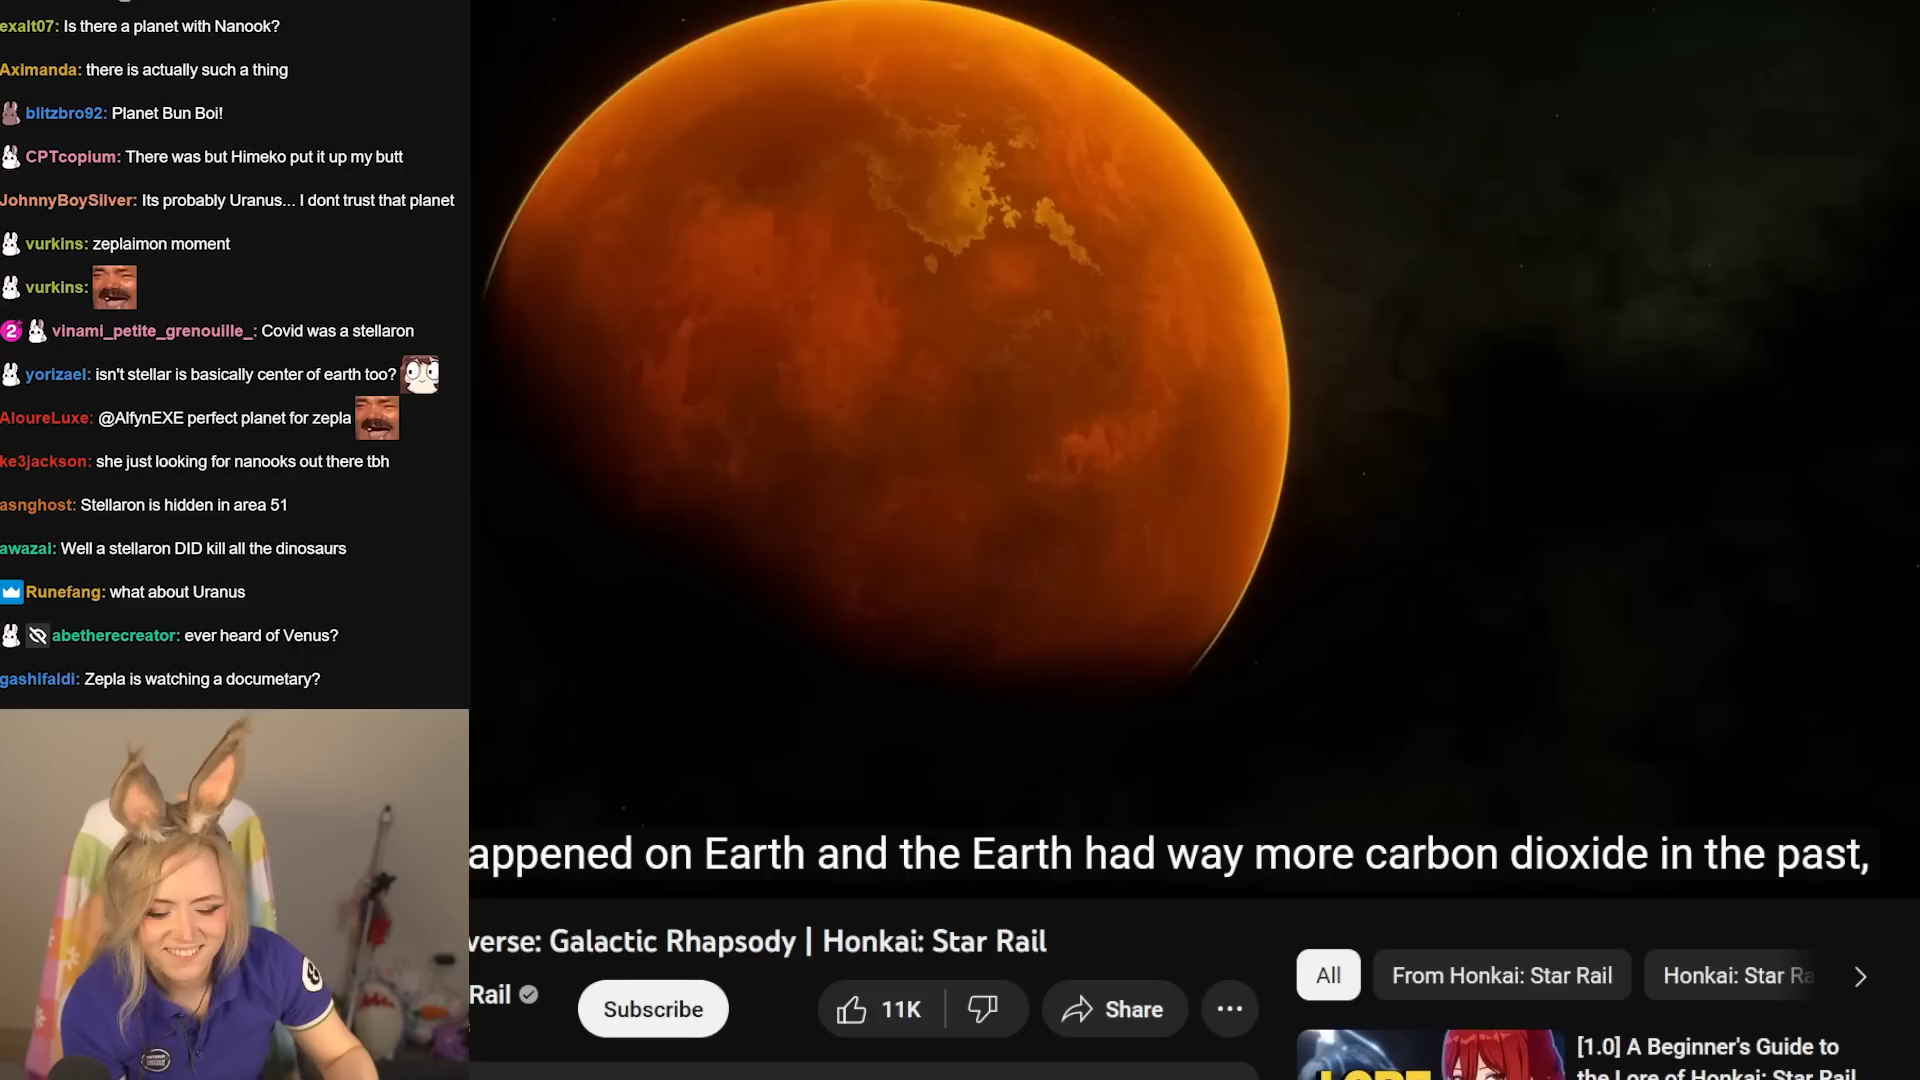 exalt07: Is there a planet with Nanook?
Aximanda: there is actually such a thing
blitzbro92: Planet Bun Boi!
CPTcopium: There was but Himeko put it up my butt
JohnnyBoySilver: Its probably Uranus... I dont trust that planet
vurkins: zeplaimon moment
vurkins:
2 vinami_petite_grenouille_: Covid was a stellaron
yorizael: isn't stellar is basically center of earth too?
AloureLuxe: @AlfynEXE perfect planet for zepla
ke3jackson: she just looking for nanooks out there tbh
asnghost: Stellaron is hidden in area 51
awazai: Well a stellaron DID kill all the dinosaurs
Runefang: what about Uranus
abetherecreator: ever heard of Venus?
gashifaldi: Zepla is watching a documetary?
appened on Earth and the Earth had way more carbon dioxide in the past,
verse: Galactic Rhapsody | Honkai: Star Rail
Rail
Subscribe
11K
Share
All
From Honkai: Star Rail
Honkai: Star Ra
[1.0] A Beginner's Guide to
the Lore of Honkai: Star Rail
LORE